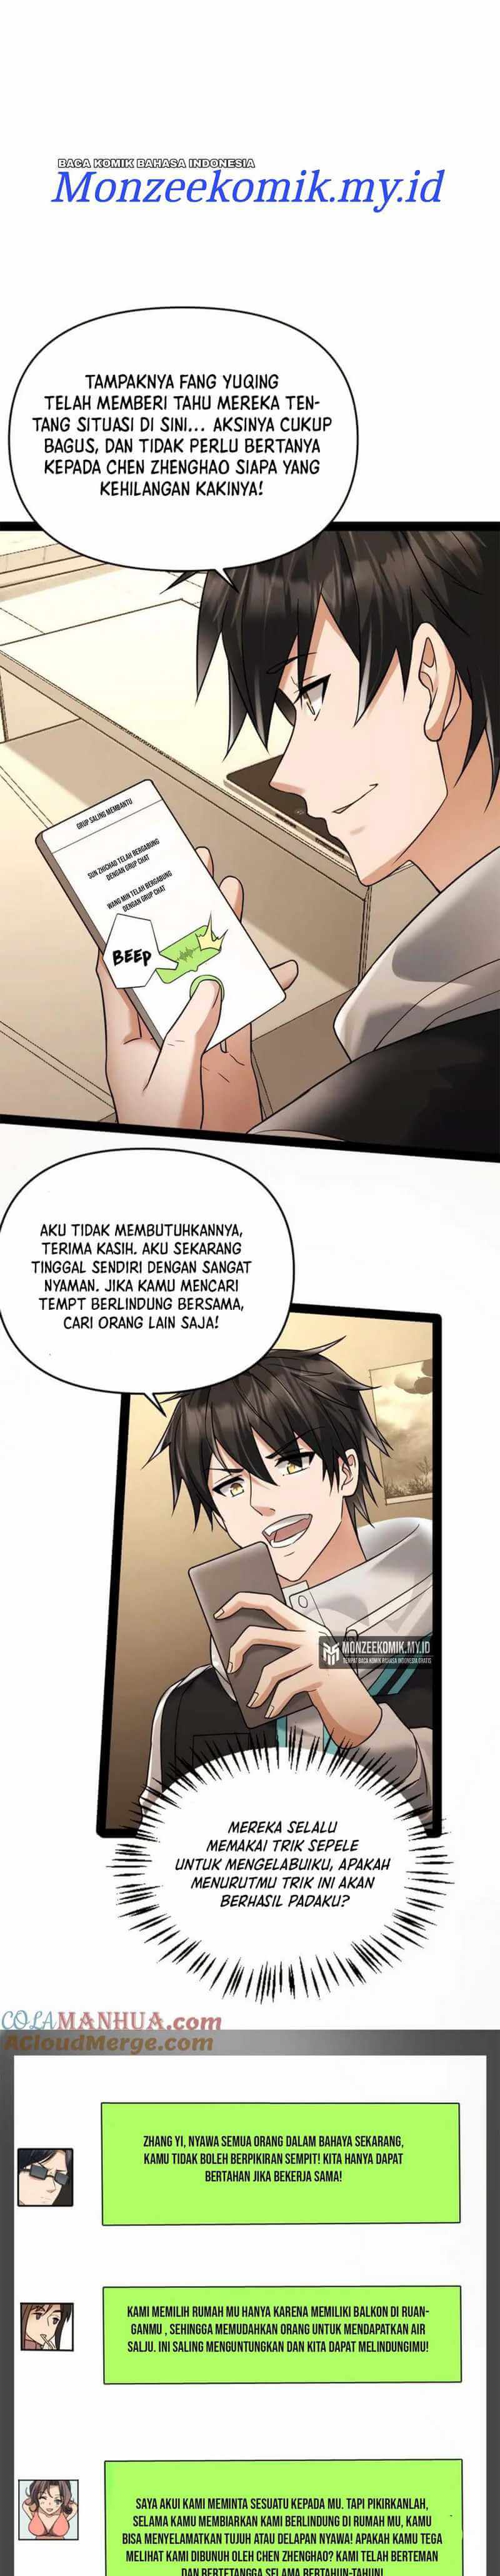 BACA KOMIK BAHASA INDONESIA
Monzeekomik.my.id
TAMPAKNYA FANG YUQING
TELAH MEMBERI TAHU MEREKA TEN-
TANG SITUASI DI SINI... AKSINYA CUKUP
BAGUS, DAN TIDAK PERLU BERTANYA
KEPADA CHEN ZHENGHAO SIAPA YANG
KEHILANGAN KAKINYA!
GRUP SALING MEMBANTU
SUN ZHICHAO TELAH BERGABUNG
DENGAN GRUP CHAT
WANG MIN TELAH BERGABUNG
DENGAN GRUP CHAT
BEEP
AKU TIDAK MEMBUTUHKANNYA,
TERIMA KASIH. AKU SEKARANG
TINGGAL SENDIRI DENGAN SANGAT
NYAMAN. JIKA KAMU MENCARI
TEMPT BERLINDUNG BERSAMA,
CARI ORANG LAIN SAJA!
MONZEEKOMIK.MY.ID
TEMPAT BACA KOMIK BAHASA INDONESIA GRATIS
MEREKA SELALU
MEMAKAI TRIK SEPELE
UNTUK MENGELABUIKU, APAKAH
MENURUTMU TRIK INI AKAN
BERHASIL PADAKU?
COLAMANHUA.com
AcloudMerge.com
ZHANG YI, NYAWA SEMUA ORANG DALAM BAHAYA SEKARANG,
KAMU TIDAK BOLEH BERPIKIRAN SEMPIT! KITA HANYA DAPAT
BERTAHAN JIKA BEKERJA SAMA!
KAMI MEMILIH RUMAH MU HANYA KARENA MEMILIKI BALKON DI RUAN-
GANMU , SEHINGGA MEMUDAHKAN ORANG UNTUK MENDAPATKAN AIR
SALJU. INI SALING MENGUNTUNGKAN DAN KITA DAPAT MELINDUNGIMU!
SAYA AKUI KAMI MEMINTA SESUATU KEPADA MU. TAPI PIKIRKANLAH,
SELAMA KAMU MEMBIARKAN KAMI BERLINDUNG DI RUMAH MU, KAMU
BISA MENYELAMATKAN TUJUH ATAU DELAPAN NYAWA! APAKAH KAMU TEGA
MELIHAT KAMI DIBUNUH OLEH CHEN ZHENGHAO? KAMI TELAH BERTEMAN
DAN BERTETANGGA SELAMA BERTAHUN-TAHUN!